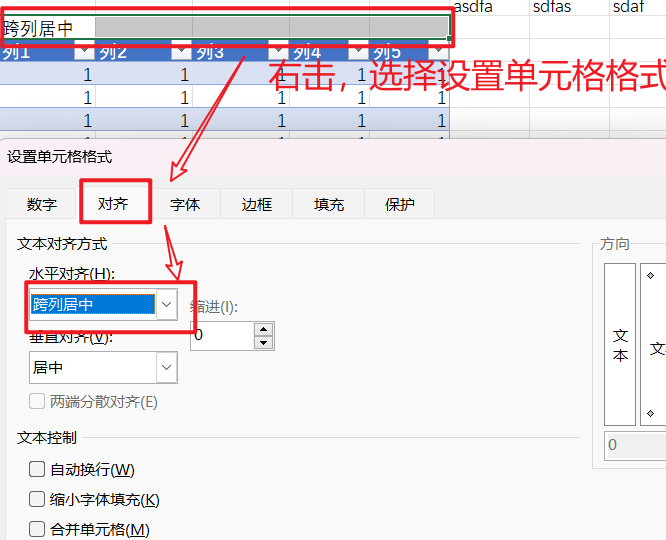 asdfa sdfas sdaf
跨列居中
列1 列2 列3 列4 列5
1 1 1 1 1
右击，选择设置单元格格式
1 1 1 1 1
1 1 1 1 1
设置单元格格式
数字 对齐 字体 边框 填充 保护
文本对齐方式 方向
水平对齐(H):
跨列居中 缩进(I):
垂直对齐(V): 0
文本
居中
两端分散对齐(E)
文本控制
0
自动换行(W)
缩小字体填充(K)
合并单元格(M)